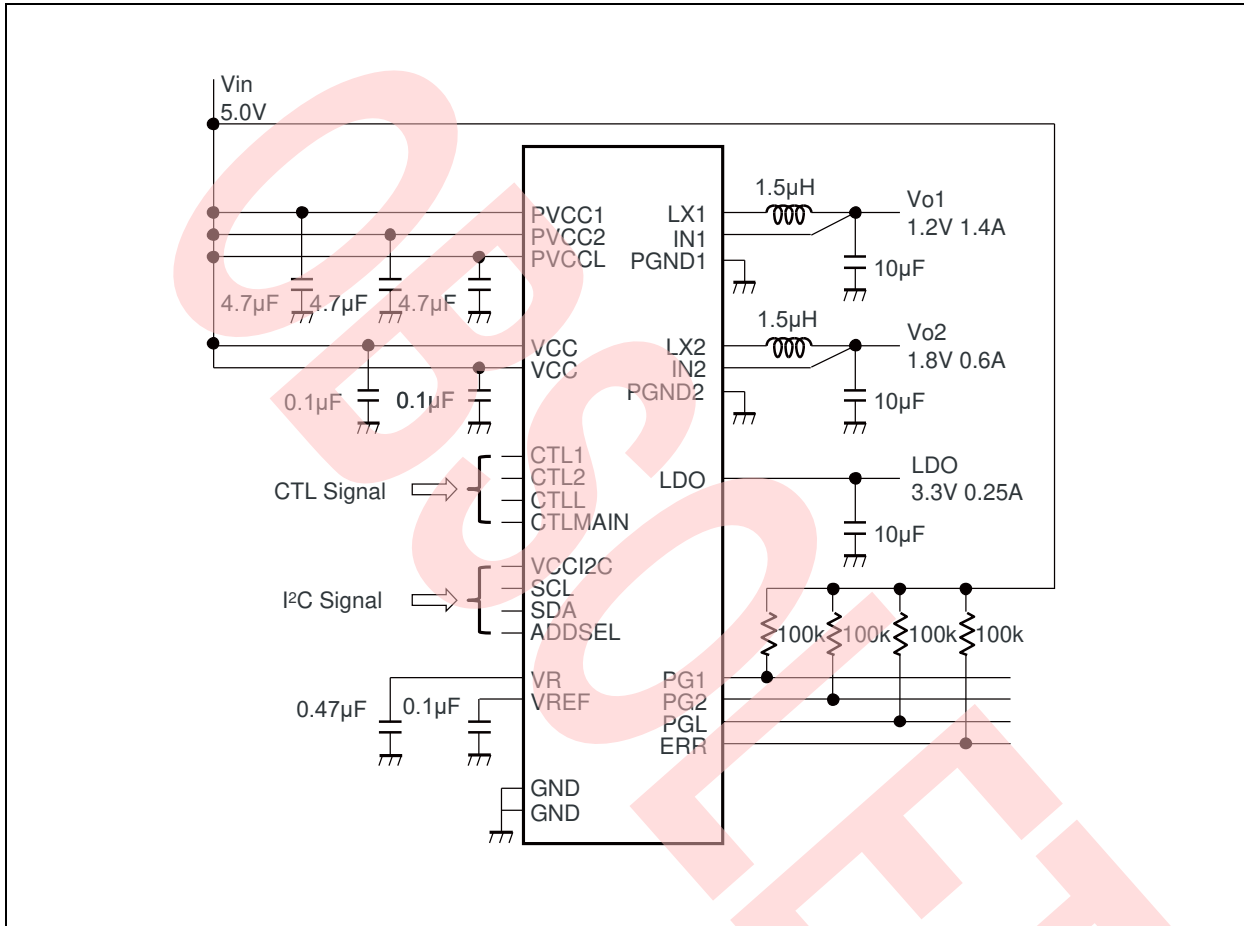 Vin
5.0V
PVCC1
PVCC2
PVCCL
4.7µF
4.7µF
4.7µF
VCC
VCC
0.1µF
0.1µF
CTL Signal
CTL1
CTL2
CTLL
CTLMAIN
I²C Signal
VCCI2C
SCL
SDA
ADDSEL
VR
VREF
0.47µF
0.1µF
GND
GND
LX1
IN1
PGND1
1.5µH
Vo1
1.2V 1.4A
10µF
LX2
IN2
PGND2
1.5µH
Vo2
1.8V 0.6A
10µF
LDO
LDO
3.3V 0.25A
10µF
100k
100k
100k
100k
PG1
PG2
PGL
ERR
OBSOLET